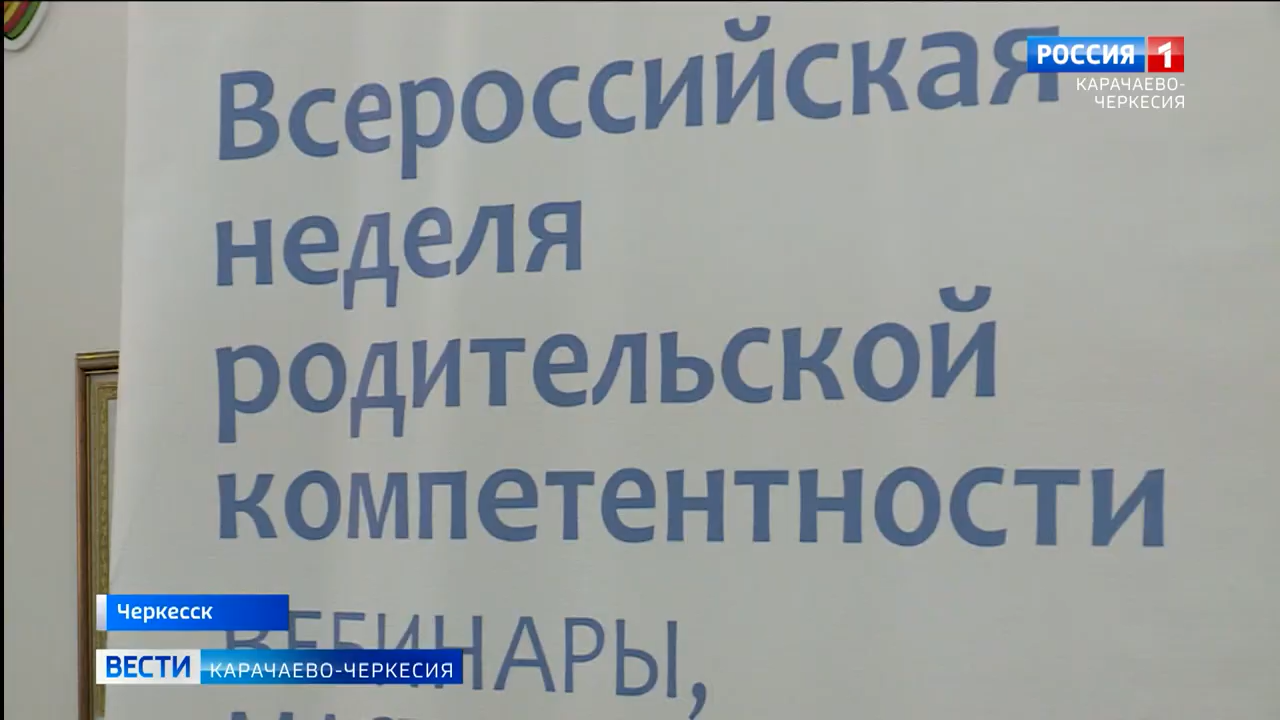 Всероссийская
неделя
родительской
компетентности
ВЕБИНАРЫ,
РОССИЯ 1
КАРАЧАЕВО-
ЧЕРКЕСИЯ
Черкесск
ВЕСТИ КАРАЧАЕВО-ЧЕРКЕСИЯ